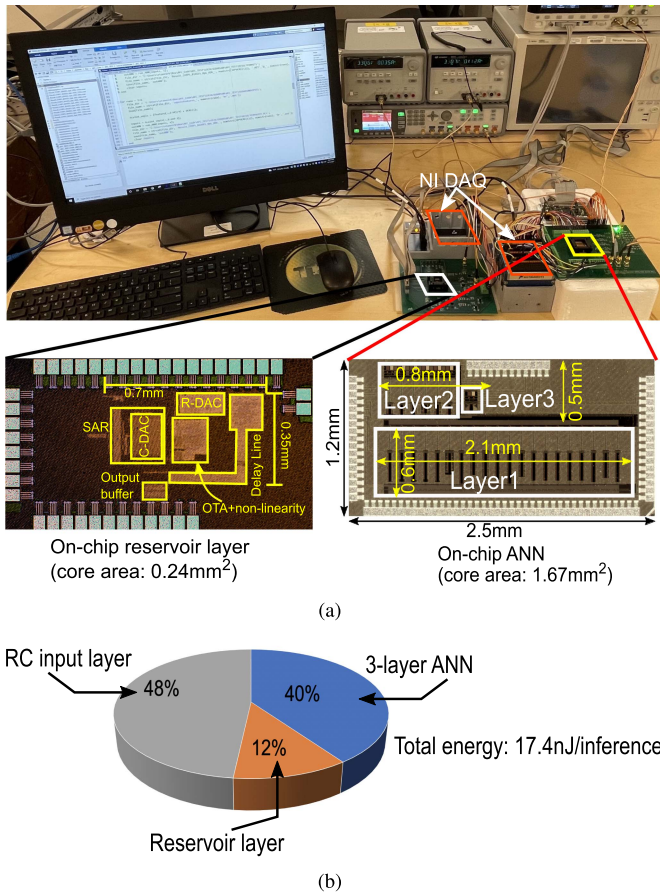 DELL
NI DAQ
0.7mm
R-DAC
SAR
C-DAC
Delay Line
0.35mm
Output
buffer
OTA+non-linearity
On-chip reservoir layer
(core area: 0.24mm²)
0.8mm
Layer2
Layer3
0.5mm
1.2mm
0.6mm
2.1mm
Layer1
2.5mm
On-chip ANN
(core area: 1.67mm²)
(a)
RC input layer
48%
40%
3-layer ANN
12%
Total energy: 17.4nJ/inference
Reservoir layer
(b)